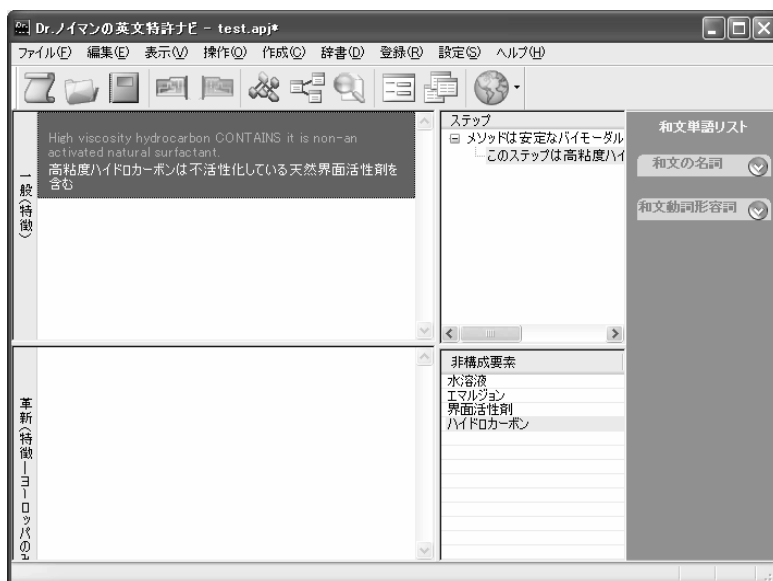 Dr.ノイマンの英文特許ナビ - test.apj*
ファイル(F) 編集(E) 表示(V) 操作(O) 作成(C) 辞書(D) 登録(R) 設定(S) ヘルプ(H)
High viscosity hydrocarbon CONTAINS it is non-an
activated natural surfactant.
高粘度ハイドロカーボンは不活性化している天然界面活性剤を
含む
一般(特徴)
ステップ
メソッドは安定なバイモーダル
このステップは高粘度ハイ
和文単語リスト
和文の名詞
和文動詞形容詞
革新(特徴ーヨーロッパのみ
非構成要素
水溶液
エマルジョン
界面活性剤
ハイドロカーボン